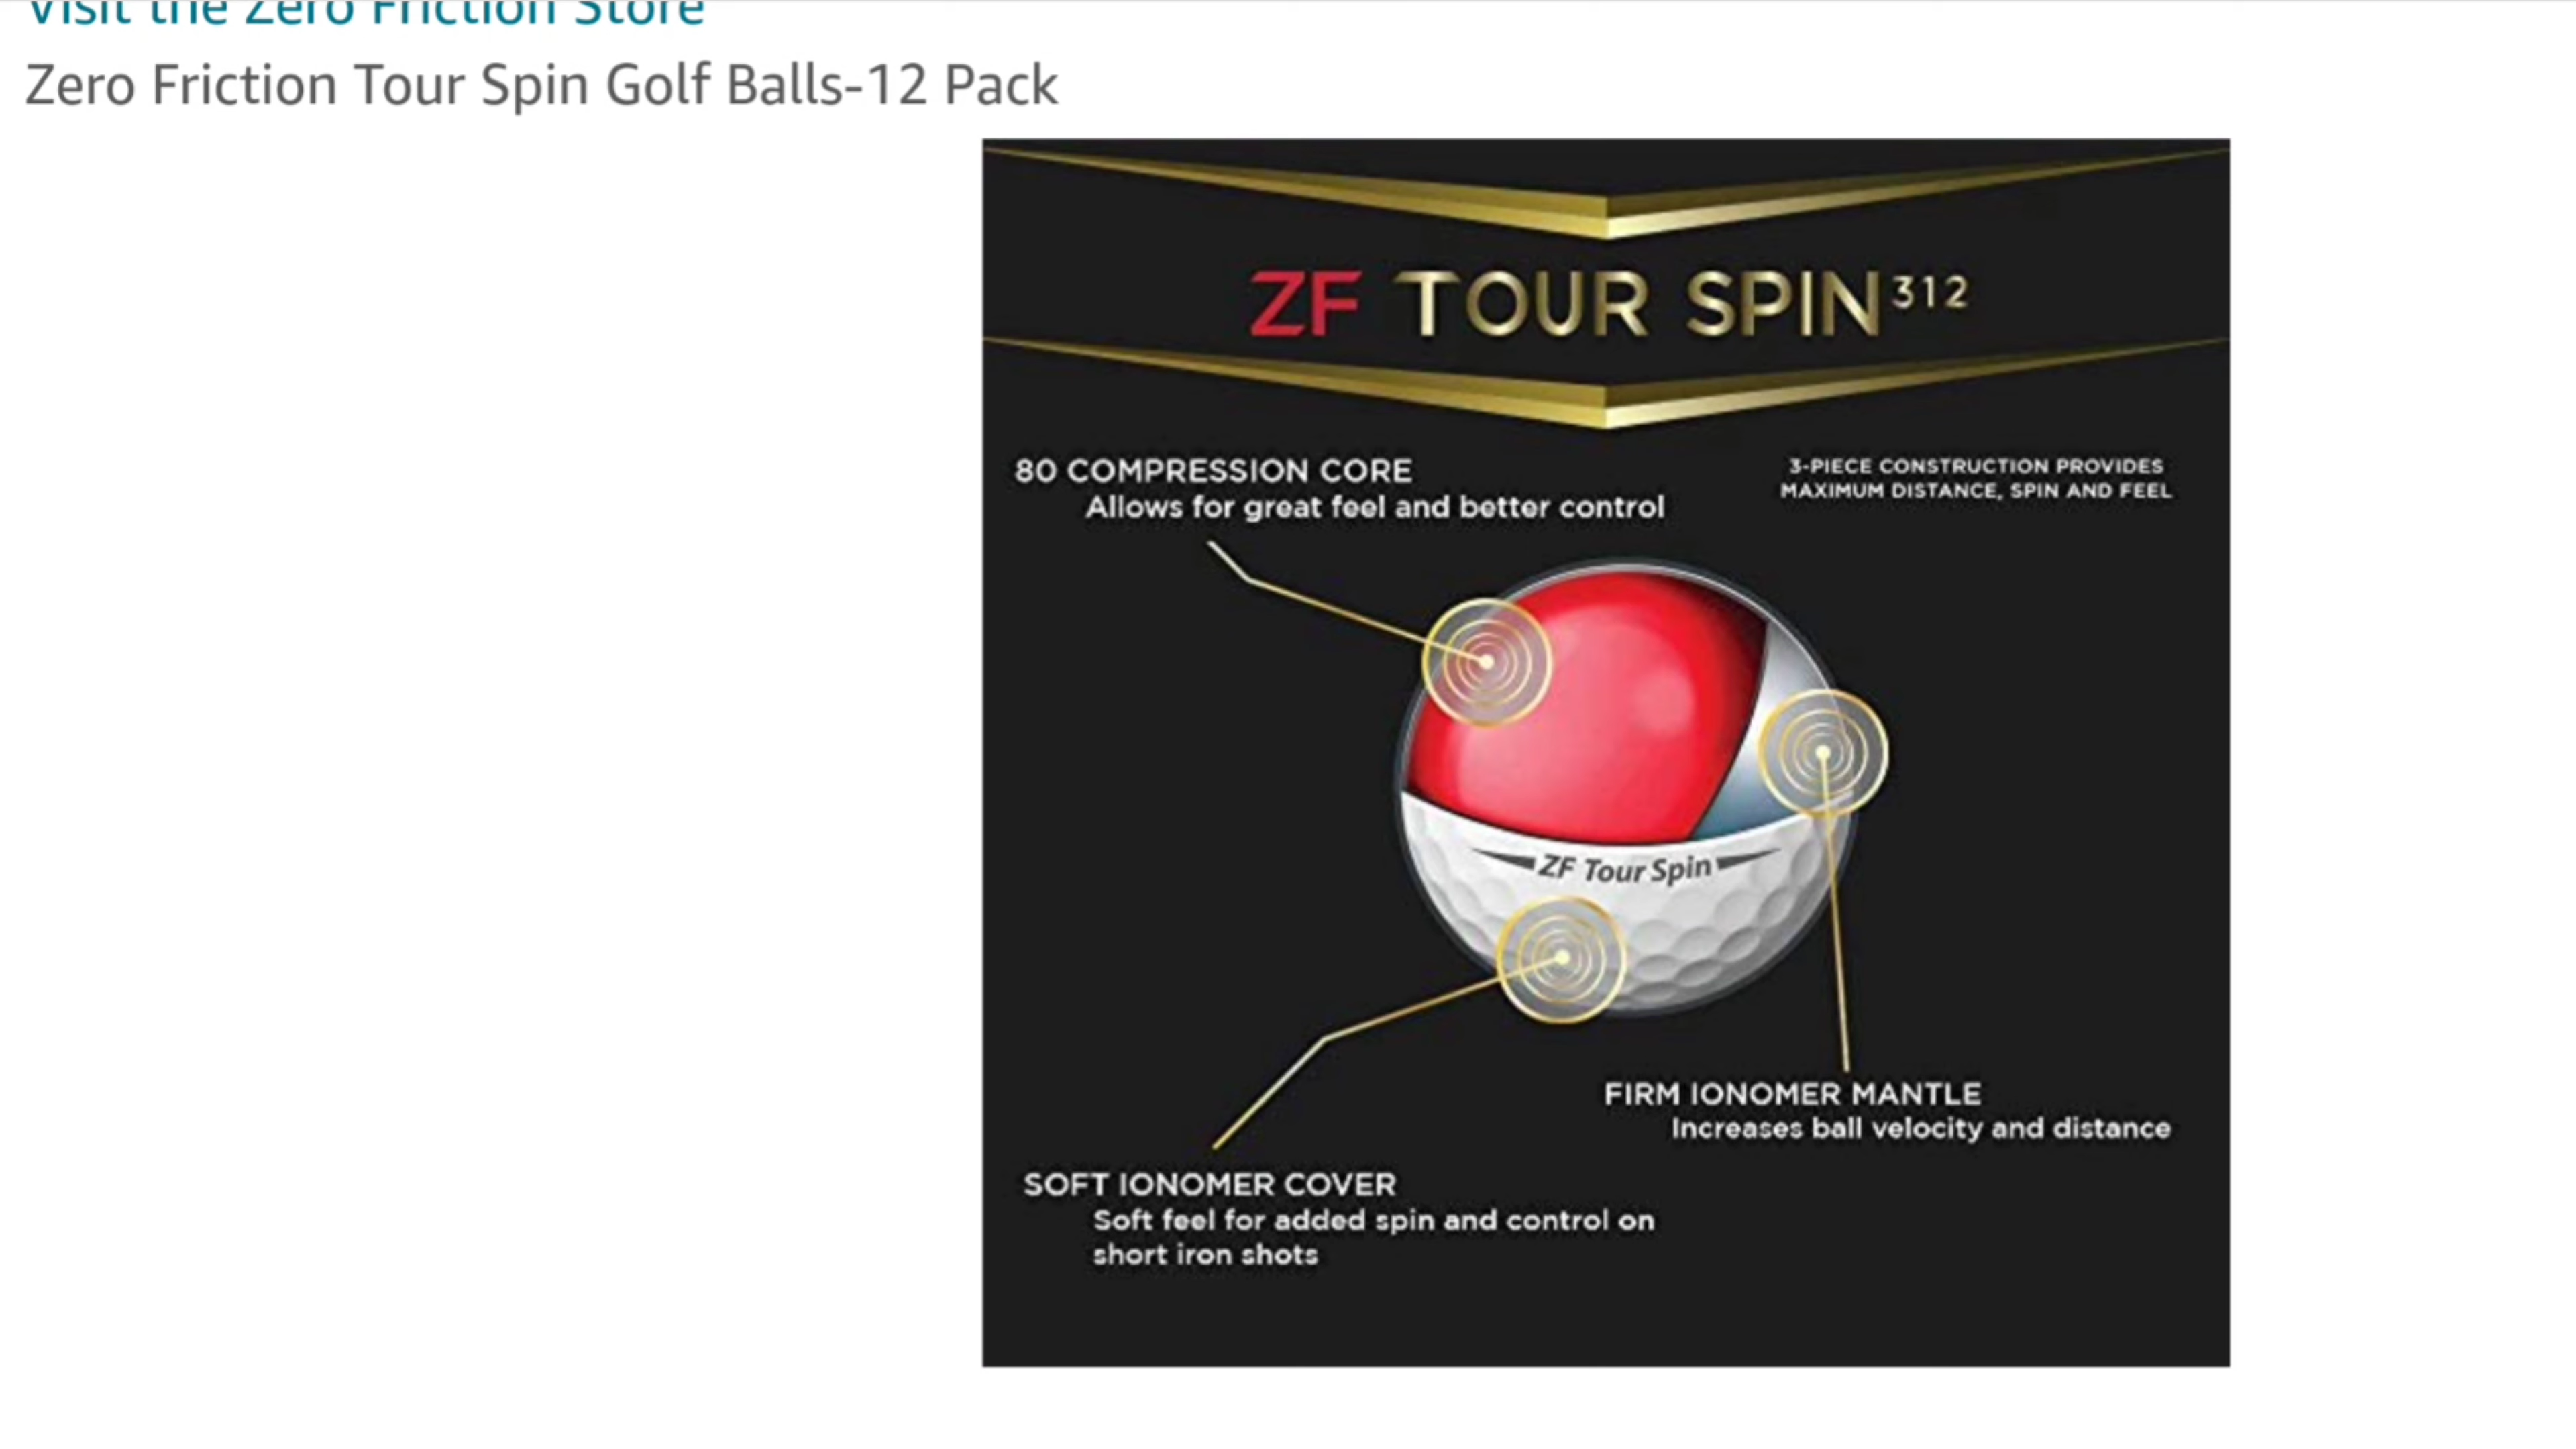 Visit the Zero Friction Store
Zero Friction Tour Spin Golf Balls-12 Pack
ZF TOUR SPIN 312
80 COMPRESSION CORE
Allows for great feel and better control
3-PIECE CONSTRUCTION PROVIDES
MAXIMUM DISTANCE, SPIN AND FEEL
ZF Tour Spin
FIRM IONOMER MANTLE
Increases ball velocity and distance
SOFT IONOMER COVER
Soft feel for added spin and control on
short iron shots